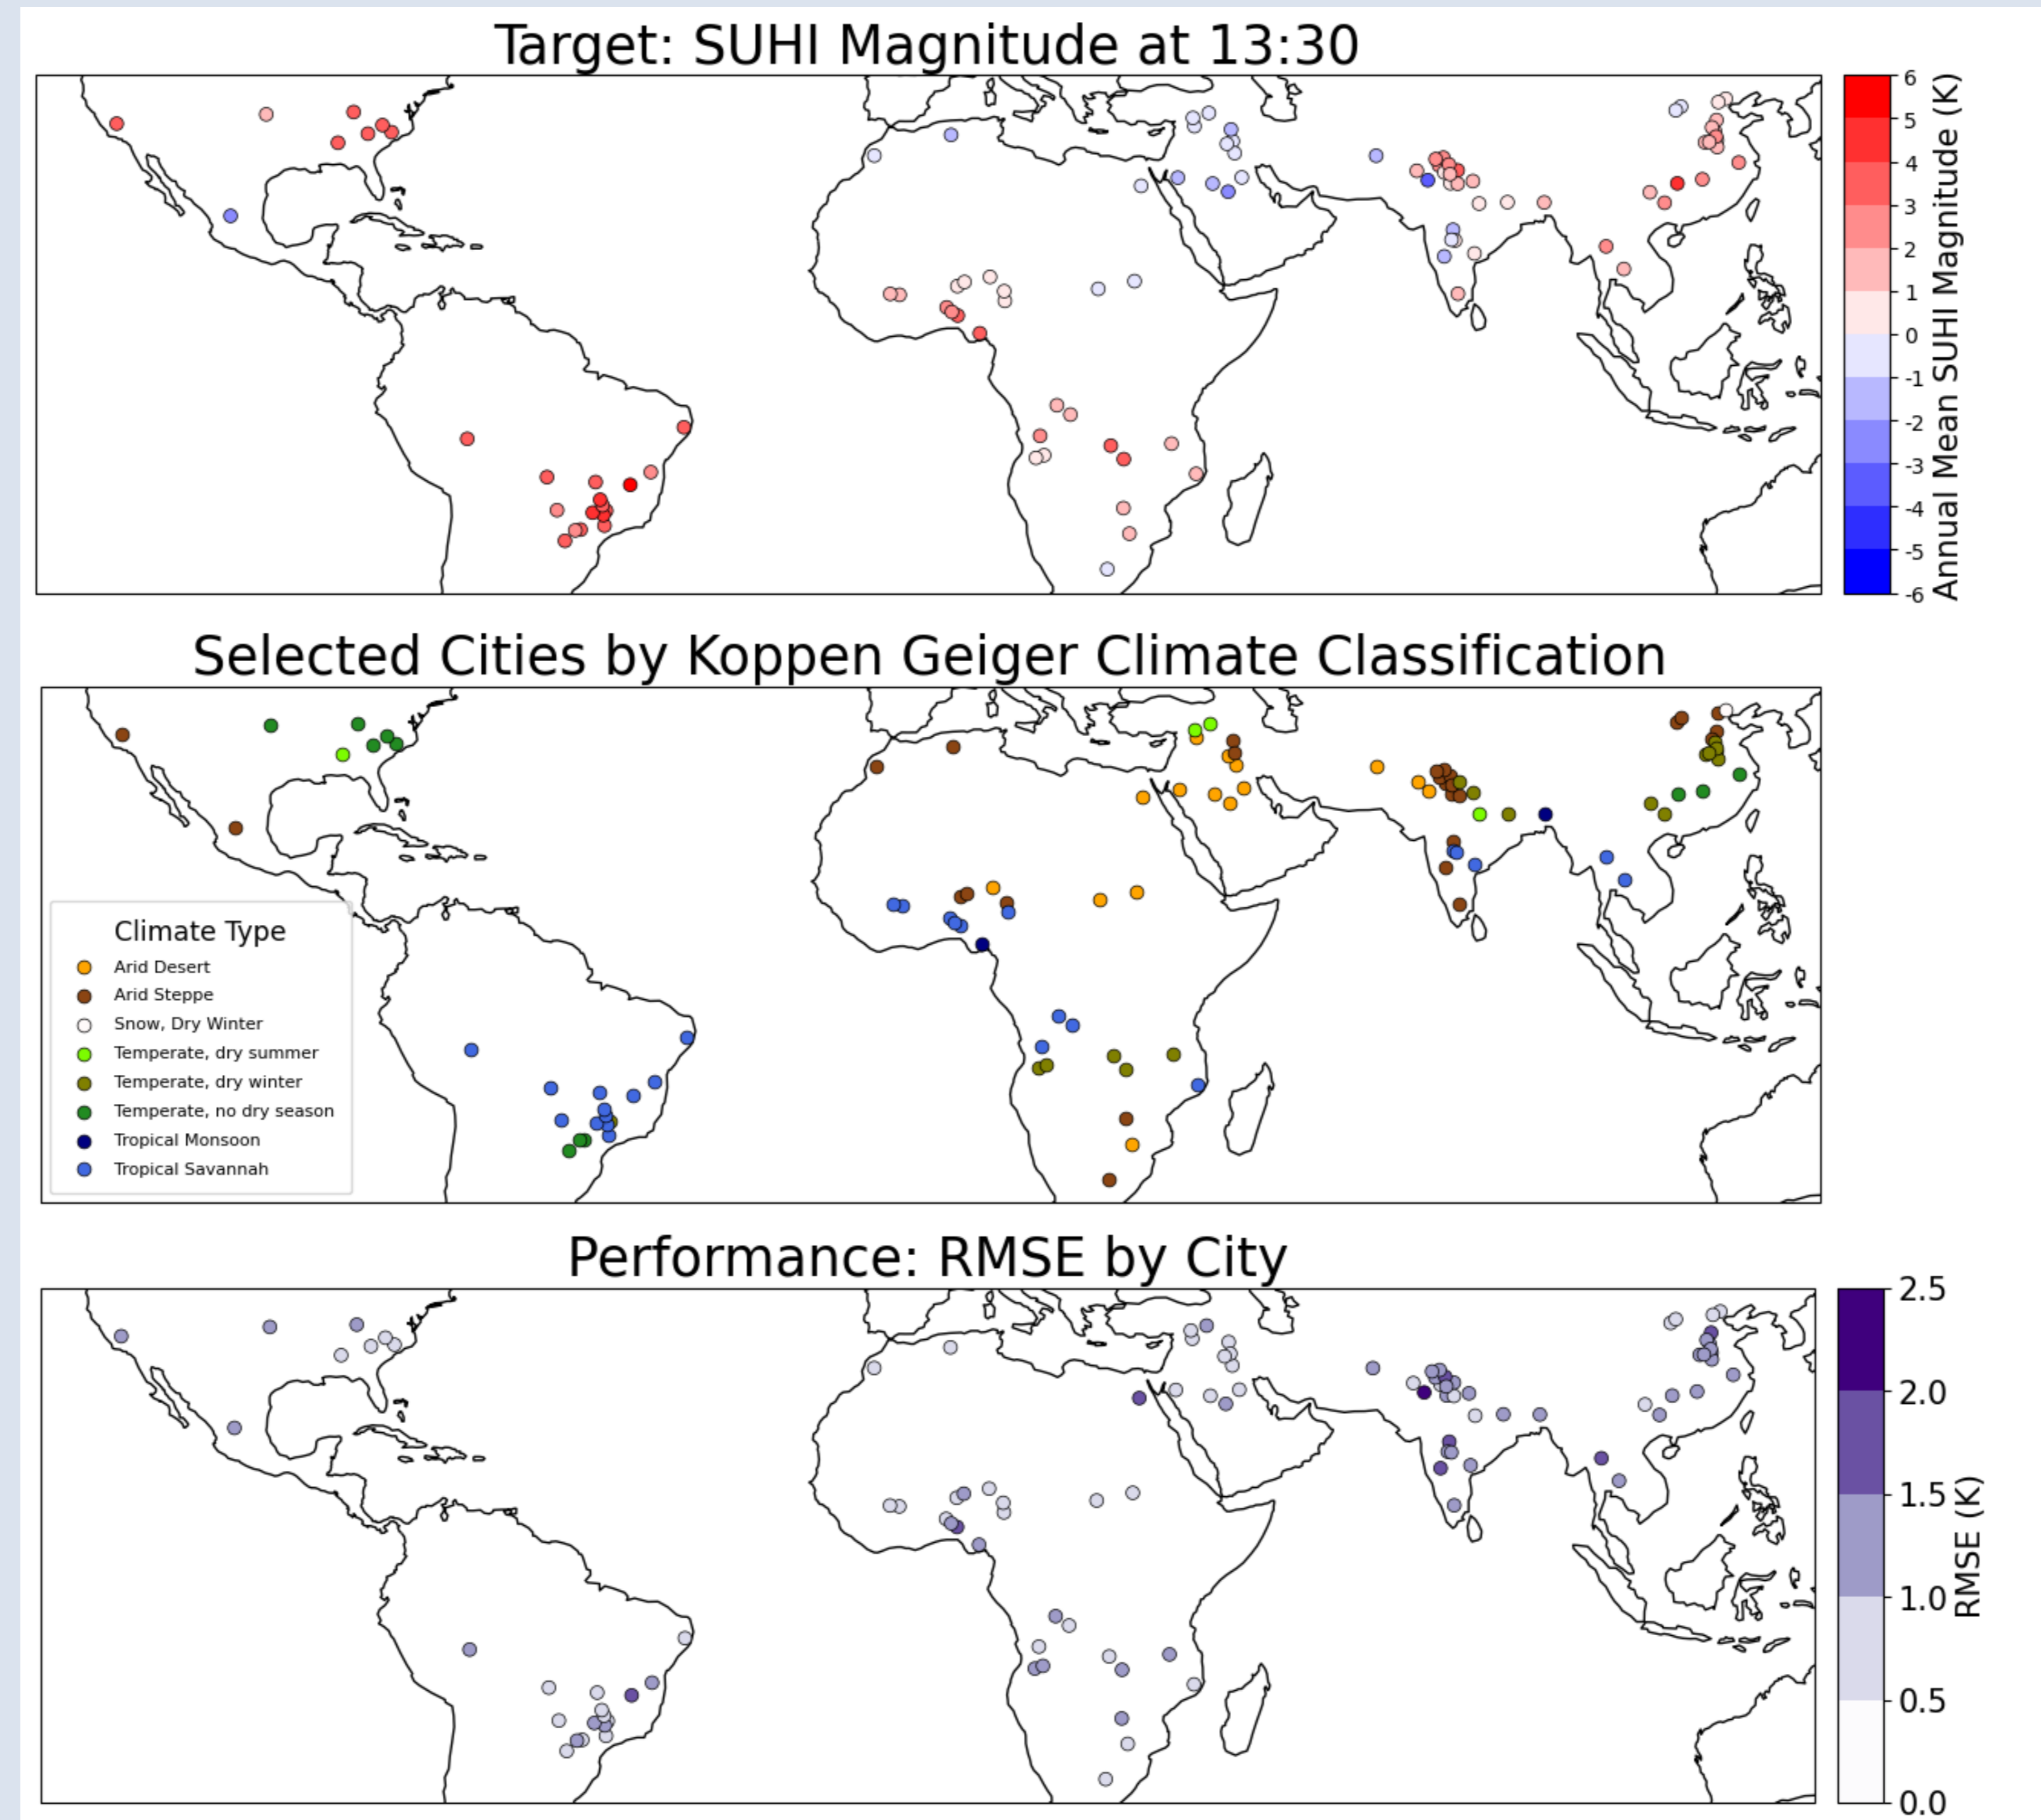 Target: SUHI Magnitude at 13:30
6
5
4
3
2
1
0
-1
-2
-3
-4
-5
-6
Annual Mean SUHI Magnitude (K)
Selected Cities by Koppen Geiger Climate Classification
Climate Type
Arid Desert
Arid Steppe
Snow, Dry Winter
Temperate, dry summer
Temperate, dry winter
Temperate, no dry season
Tropical Monsoon
Tropical Savannah
Performance: RMSE by City
2.5
2.0
1.5
1.0
0.5
0.0
RMSE (K)